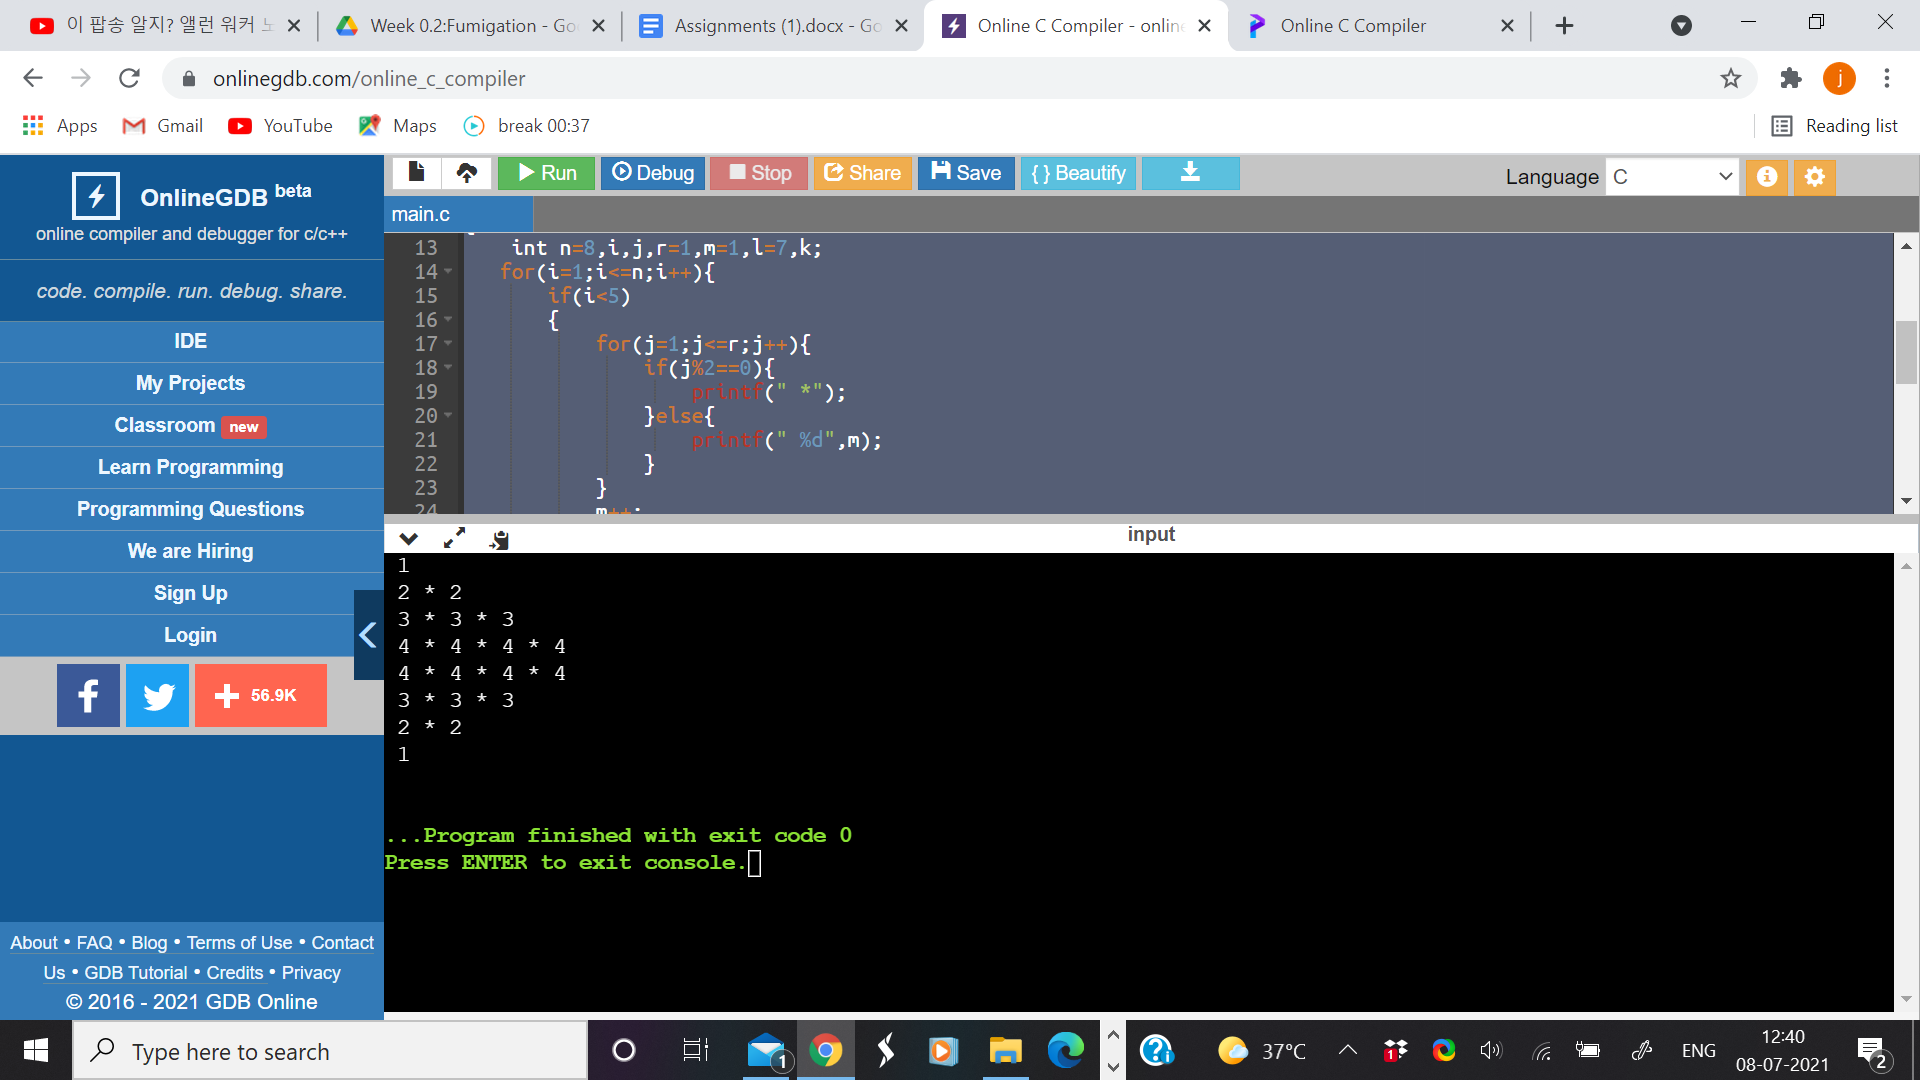 이 팝송 알지? 앨런 워커 노
Week 0.2:Fumigation - Go
Assignments (1).docx - Go
Online C Compiler - online
Online C Compiler
onlinegdb.com/online_c_compiler
j
Apps
Gmail
YouTube
Maps
break 00:37
Reading list
OnlineGDB beta
online compiler and debugger for c/c++
code. compile. run. debug. share.
IDE
My Projects
Classroom new
Learn Programming
Programming Questions
We are Hiring
Sign Up
Login
f
56.9K
About • FAQ • Blog • Terms of Use • Contact
Us • GDB Tutorial • Credits • Privacy
© 2016 - 2021 GDB Online
Run
Debug
Stop
Share
Save
{ } Beautify
Language C
main.c
13 int n=8,i,j,r=1,m=1,l=7,k;
14 for(i=1;i<=n;i++){
15 if(i<5)
16 {
17 for(j=1;j<=r;j++){
18 if(j%2==0){
19 printf(" *");
20 }else{
21 printf(" %d",m);
22 }
23 }
24 m++;
input
1
2 * 2
3 * 3 * 3
4 * 4 * 4 * 4
4 * 4 * 4 * 4
3 * 3 * 3
2 * 2
1
...Program finished with exit code 0
Press ENTER to exit console.
Type here to search
1
37°C
1
ENG
12:40
08-07-2021
2